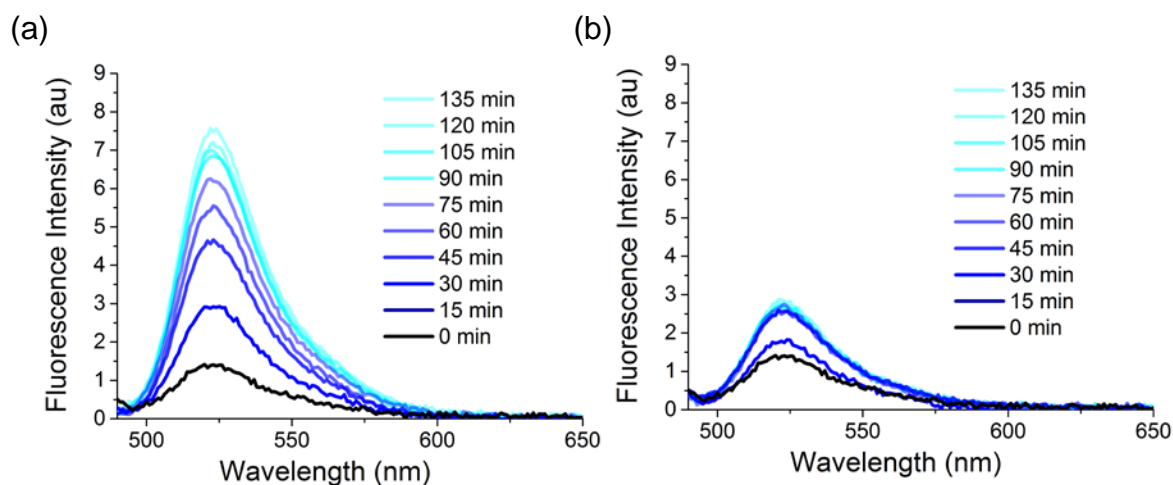 (a)
Fluorescence Intensity (au)
9
8
7
6
5
4
3
2
1
0
135 min
120 min
105 min
90 min
75 min
60 min
45 min
30 min
15 min
0 min
500
550
600
650
Wavelength (nm)
(b)
Fluorescence Intensity (au)
9
8
7
6
5
4
3
2
1
0
135 min
120 min
105 min
90 min
75 min
60 min
45 min
30 min
15 min
0 min
500
550
600
650
Wavelength (nm)